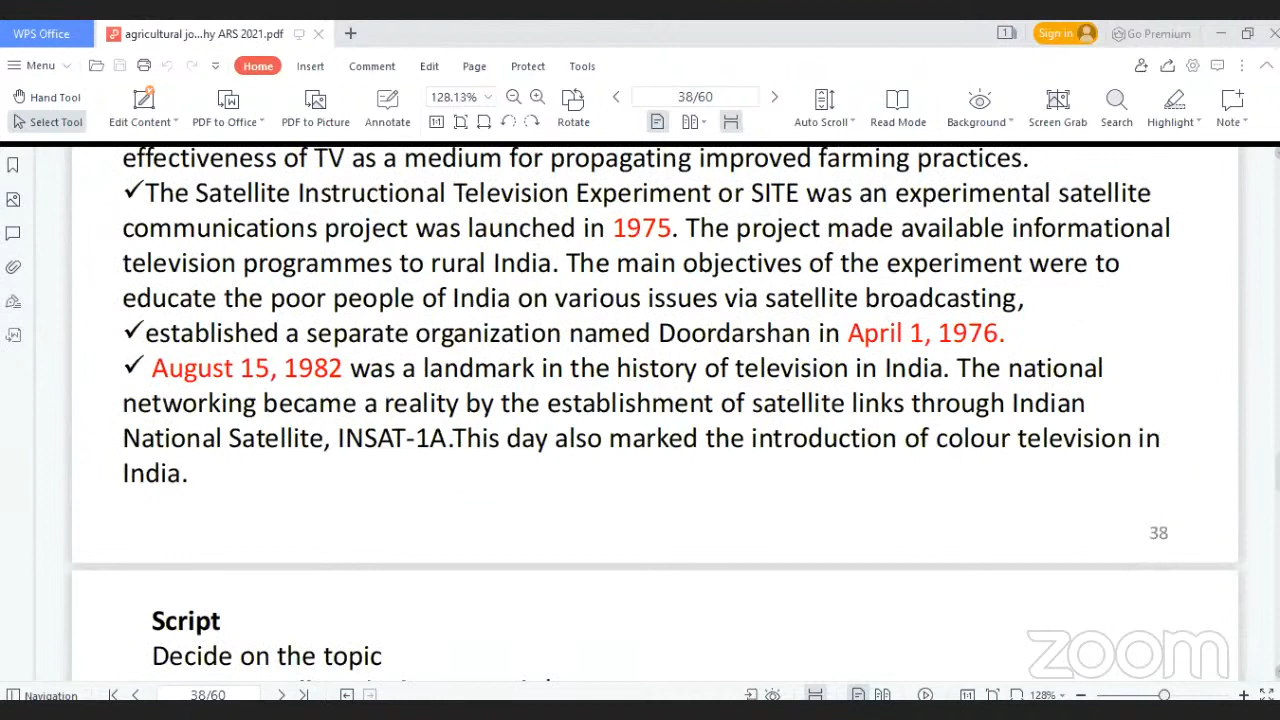 WPS Office
agricultural jo...hy ARS 2021.pdf
1
Sign in
Go Premium
Menu
Home
Insert
Comment
Edit
Page
Protect
Tools
Hand Tool
Select Tool
Edit Content
PDF to Office
PDF to Picture
Annotate
128.13%
Rotate
38/60
Auto Scroll
Read Mode
Background
Screen Grab
Search
Highlight
Note
effectiveness of TV as a medium for propagating improved farming practices.
✓The Satellite Instructional Television Experiment or SITE was an experimental satellite
communications project was launched in 1975. The project made available informational
television programmes to rural India. The main objectives of the experiment were to
educate the poor people of India on various issues via satellite broadcasting,
✓established a separate organization named Doordarshan in April 1, 1976.
✓ August 15, 1982 was a landmark in the history of television in India. The national
networking became a reality by the establishment of satellite links through Indian
National Satellite, INSAT-1A.This day also marked the introduction of colour television in
India.
38
Script
Decide on the topic
zoom
Navigation
38/60
128%